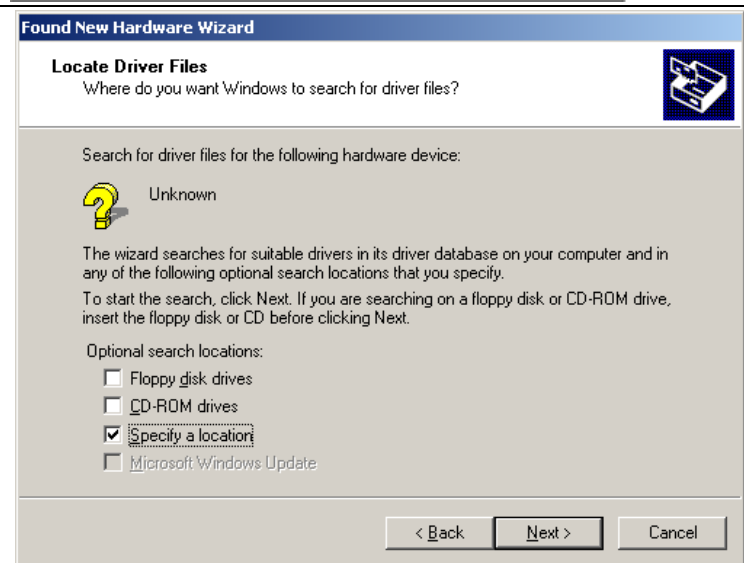 Found New Hardware Wizard
Locate Driver Files
Where do you want Windows to search for driver files?
Search for driver files for the following hardware device:
Unknown
The wizard searches for suitable drivers in its driver database on your computer and in
any of the following optional search locations that you specify.
To start the search, click Next. If you are searching on a floppy disk or CD-ROM drive,
insert the floppy disk or CD before clicking Next.
Optional search locations:
Floppy disk drives
CD-ROM drives
Specify a location
Microsoft Windows Update
< Back Next > Cancel